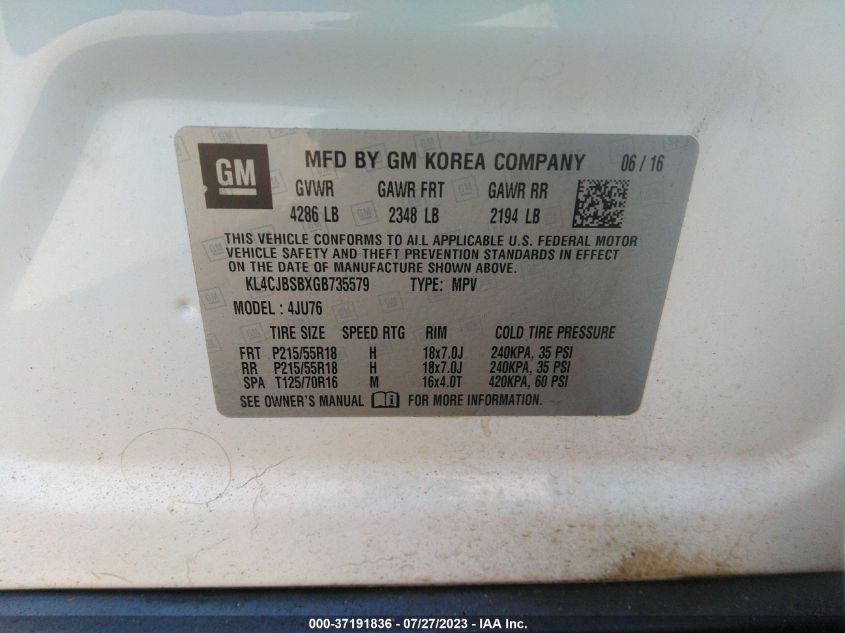 GM MFD BY GM KOREA COMPANY 06 / 16
GVWR GAWR FRT GAWR RR
4286 LB 2348 LB 2194 LB
THIS VEHICLE CONFORMS TO ALL APPLICABLE U.S. FEDERAL MOTOR
VEHICLE SAFETY AND THEFT PREVENTION STANDARDS IN EFFECT
ON THE DATE OF MANUFACTURE SHOWN ABOVE.
KL4CJBSBXGB735579 TYPE: MPV
MODEL : 4JU76
TIRE SIZE SPEED RTG RIM COLD TIRE PRESSURE
FRT P215/55R18 H 18x7.0J 240KPA, 35 PSI
RR P215/55R18 H 18x7.0J 240KPA, 35 PSI
SPA T125/70R16 M 16x4.0T 420KPA, 60 PSI
SEE OWNER'S MANUAL FOR MORE INFORMATION.
000-37191836 / 07/27/2023 - IAA Inc.